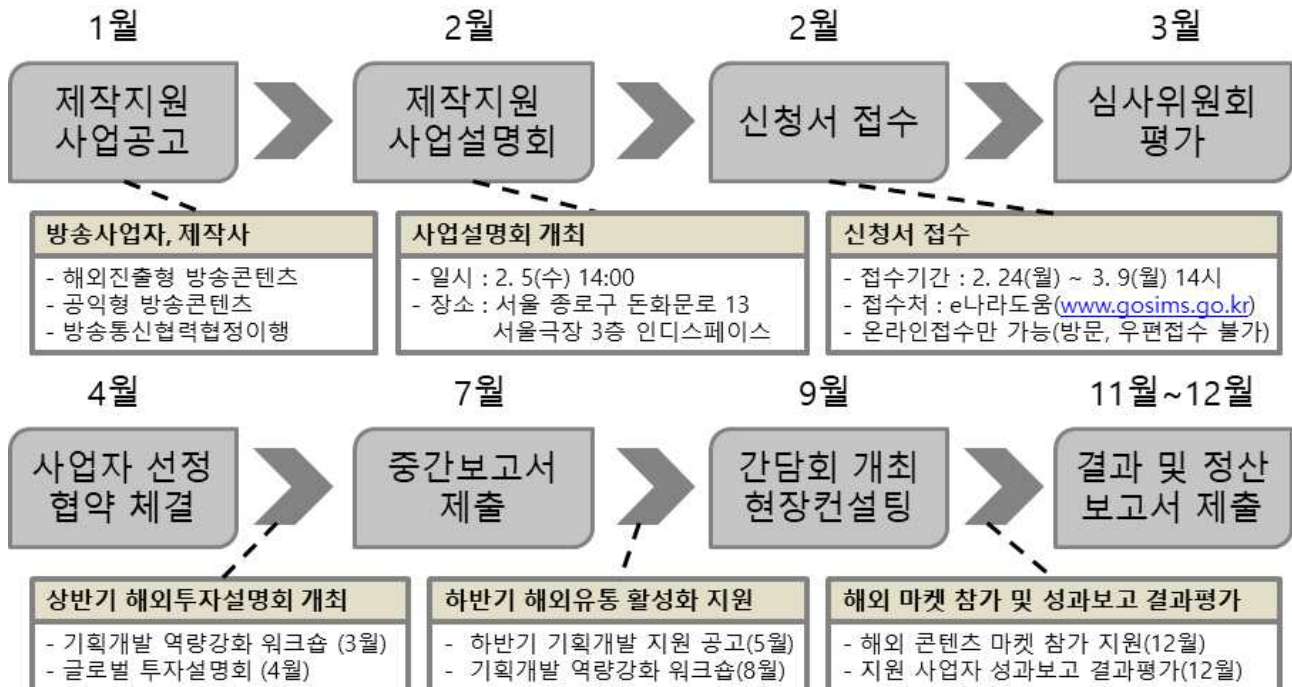 1월
2월
2월
3월
제작지원
사업공고
제작지원
사업설명회
신청서 접수
심사위원회
평가
방송사업자, 제작사
- 해외진출형 방송콘텐츠
- 공익형 방송콘텐츠
- 방송통신협력협정이행
사업설명회 개최
- 일시 : 2. 5(수) 14:00
- 장소 : 서울 종로구 돈화문로 13
서울극장 3층 인디스페이스
신청서 접수
- 접수기간 : 2. 24(월) ~ 3. 9(월) 14시
- 접수처 : e나라도움(www.gosims.go.kr)
- 온라인접수만 가능(방문, 우편접수 불가)
4월
7월
9월
11월~12월
사업자 선정
협약 체결
중간보고서
제출
간담회 개최
현장컨설팅
결과 및 정산
보고서 제출
상반기 해외투자설명회 개최
- 기획개발 역량강화 워크숍 (3월)
- 글로벌 투자설명회 (4월)
하반기 해외유통 활성화 지원
- 하반기 기획개발 지원 공고(5월)
- 기획개발 역량강화 워크숍(8월)
해외 마켓 참가 및 성과보고 결과평가
- 해외 콘텐츠 마켓 참가 지원(12월)
- 지원 사업자 성과보고 결과평가(12월)